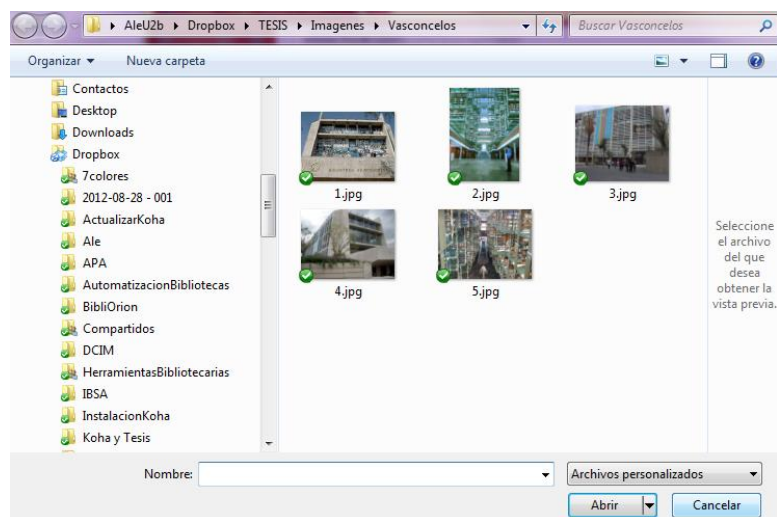 AleU2b ▸ Dropbox ▸ TESIS ▸ Imagenes ▸ Vasconcelos
Buscar Vasconcelos
Organizar Nueva carpeta
Contactos
Desktop
Downloads
Dropbox
7colores
2012-08-28 - 001
ActualizarKoha
Ale
APA
AutomatizacionBibliotecas
BibliOrion
Compartidos
DCIM
HerramientasBibliotecarias
IBSA
InstalacionKoha
Koha y Tesis
1.jpg
2.jpg
3.jpg
4.jpg
5.jpg
Seleccione
el archivo
del que
desea
obtener la
vista previa.
Nombre:
Archivos personalizados
Abrir
Cancelar